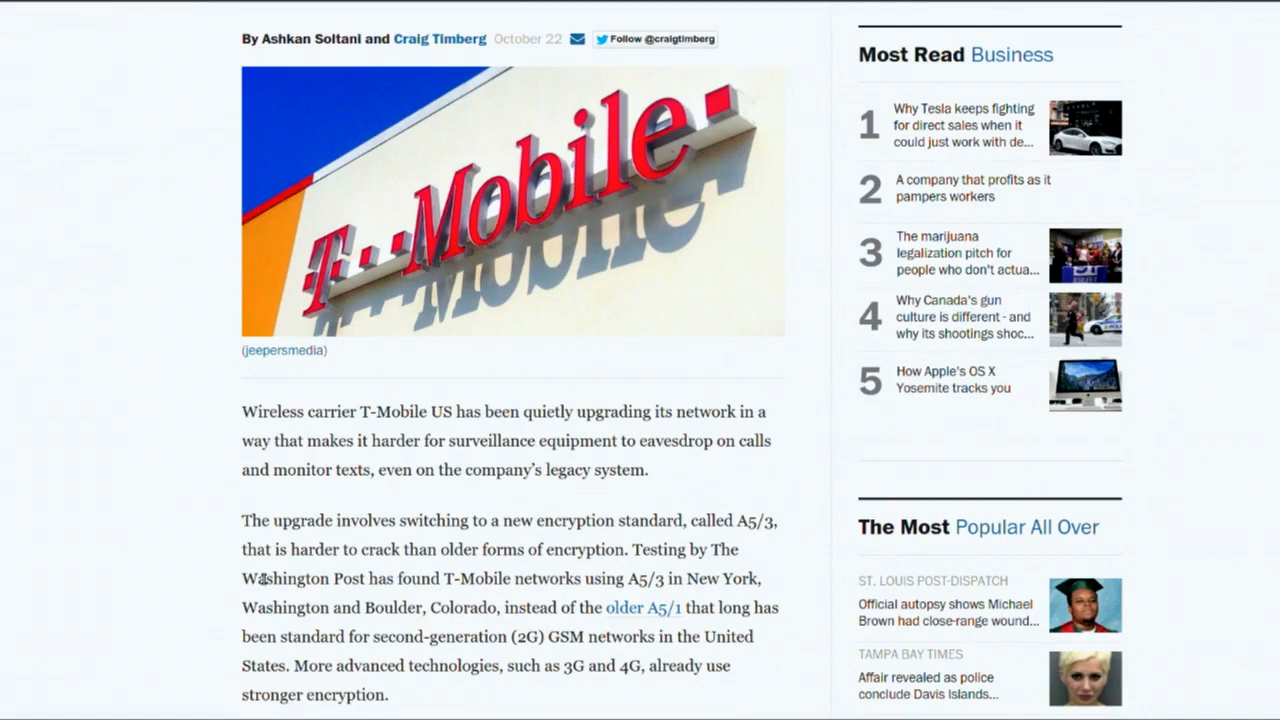 By Ashkan Soltani and Craig Timberg October 22 Follow @craigtimberg
T··Mobile·
(jeepersmedia)
Wireless carrier T-Mobile US has been quietly upgrading its network in a
way that makes it harder for surveillance equipment to eavesdrop on calls
and monitor texts, even on the company's legacy system.
The upgrade involves switching to a new encryption standard, called A5/3,
that is harder to crack than older forms of encryption. Testing by The
Washington Post has found T-Mobile networks using A5/3 in New York,
Washington and Boulder, Colorado, instead of the older A5/1 that long has
been standard for second-generation (2G) GSM networks in the United
States. More advanced technologies, such as 3G and 4G, already use
stronger encryption.
Most Read Business
1 Why Tesla keeps fighting
for direct sales when it
could just work with de...
2 A company that profits as it
pampers workers
3 The marijuana
legalization pitch for
people who don't actua...
4 Why Canada's gun
culture is different - and
why its shootings shoc...
5 How Apple's OS X
Yosemite tracks you
The Most Popular All Over
ST. LOUIS POST-DISPATCH
Official autopsy shows Michael
Brown had close-range wound...
TAMPA BAY TIMES
Affair revealed as police
conclude Davis Islands...